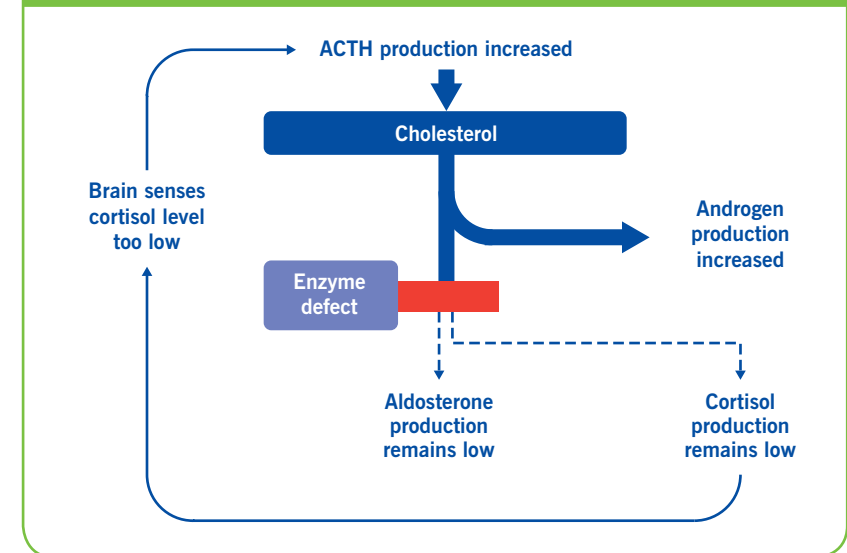 ACTH production increased
Cholesterol
Brain senses
cortisol level
too low
Androgen
production
increased
Enzyme
defect
Aldosterone
production
remains low
Cortisol
production
remains low